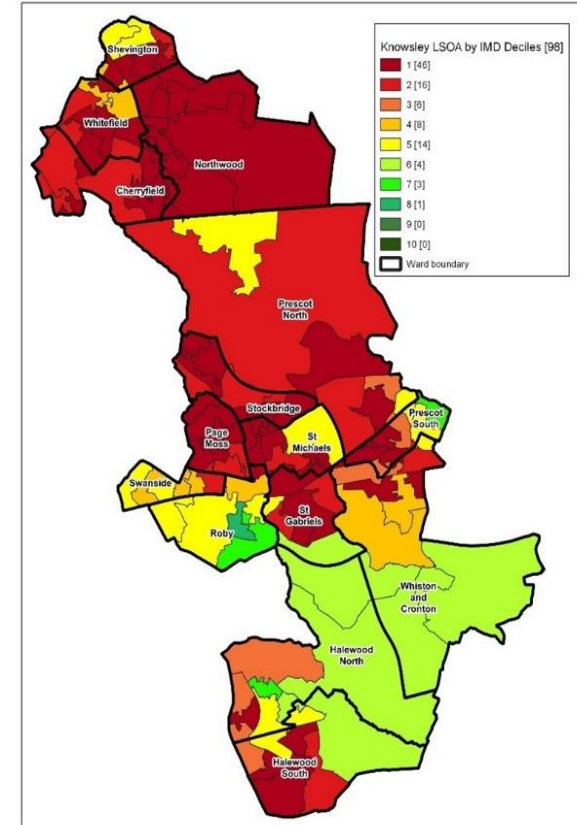 Knowsley LSOA by IMD Deciles [98]
1 [46]
2 [16]
3 [6]
4 [8]
5 [14]
6 [4]
7 [3]
8 [1]
9 [0]
10 [0]
Ward boundary
Shevington
Whitefield
Northwood
Cherryfield
Prescot
North
Stockbridge
Prescot
South
Page
Moss
St
Michaels
Swanside
St
Gabriels
Roby
Whiston
and
Cronton
Halewood
North
Halewood
South